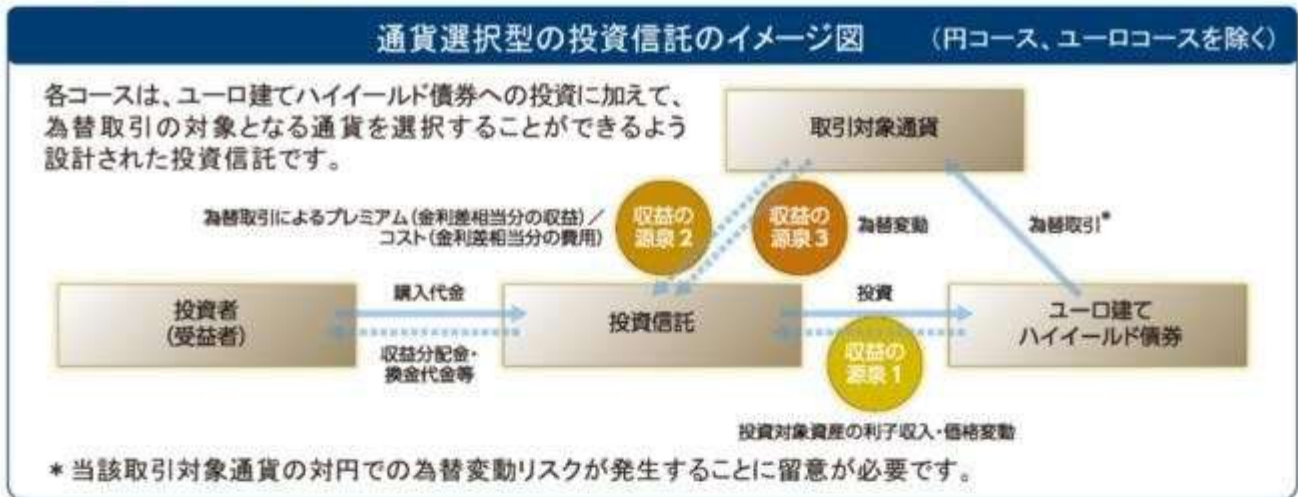 通貨選択型の投資信託のイメージ図 (円コース、ユーロコースを除く)
各コースは、ユーロ建てハイイールド債券への投資に加えて、
為替取引の対象となる通貨を選択することができるよう
設計された投資信託です。
取引対象通貨
為替取引によるプレミアム(金利差相当分の収益)／
コスト(金利差相当分の費用)
収益の
源泉2
収益の
源泉3
為替変動
為替取引*
投資者
(受益者)
購入代金
収益分配金・
換金代金等
投資信託
投資
収益の
源泉1
ユーロ建て
ハイイールド債券
投資対象資産の利子収入・価格変動
*当該取引対象通貨の対円での為替変動リスクが発生することに留意が必要です。